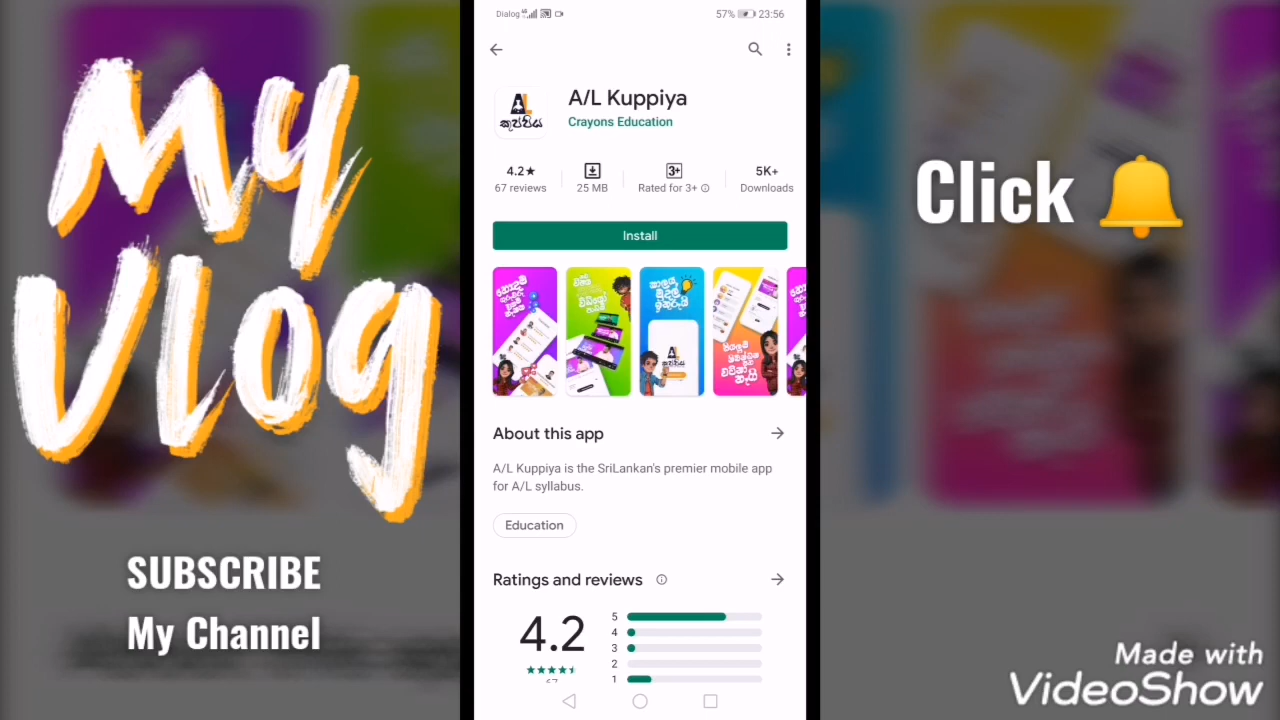 My
Vlog
SUBSCRIBE
My Channel
Dialog 57% 23:56
A/L Kuppiya
Crayons Education
AL
කුප්පිය
4.2★
67 reviews
25 MB
3+
Rated for 3+
5K+
Downloads
Install
AL
කුප්පිය
About this app
A/L Kuppiya is the SriLankan's premier mobile app
for A/L syllabus.
Education
Ratings and reviews
4.2
5
4
3
2
1
Click
Made with
VideoShow